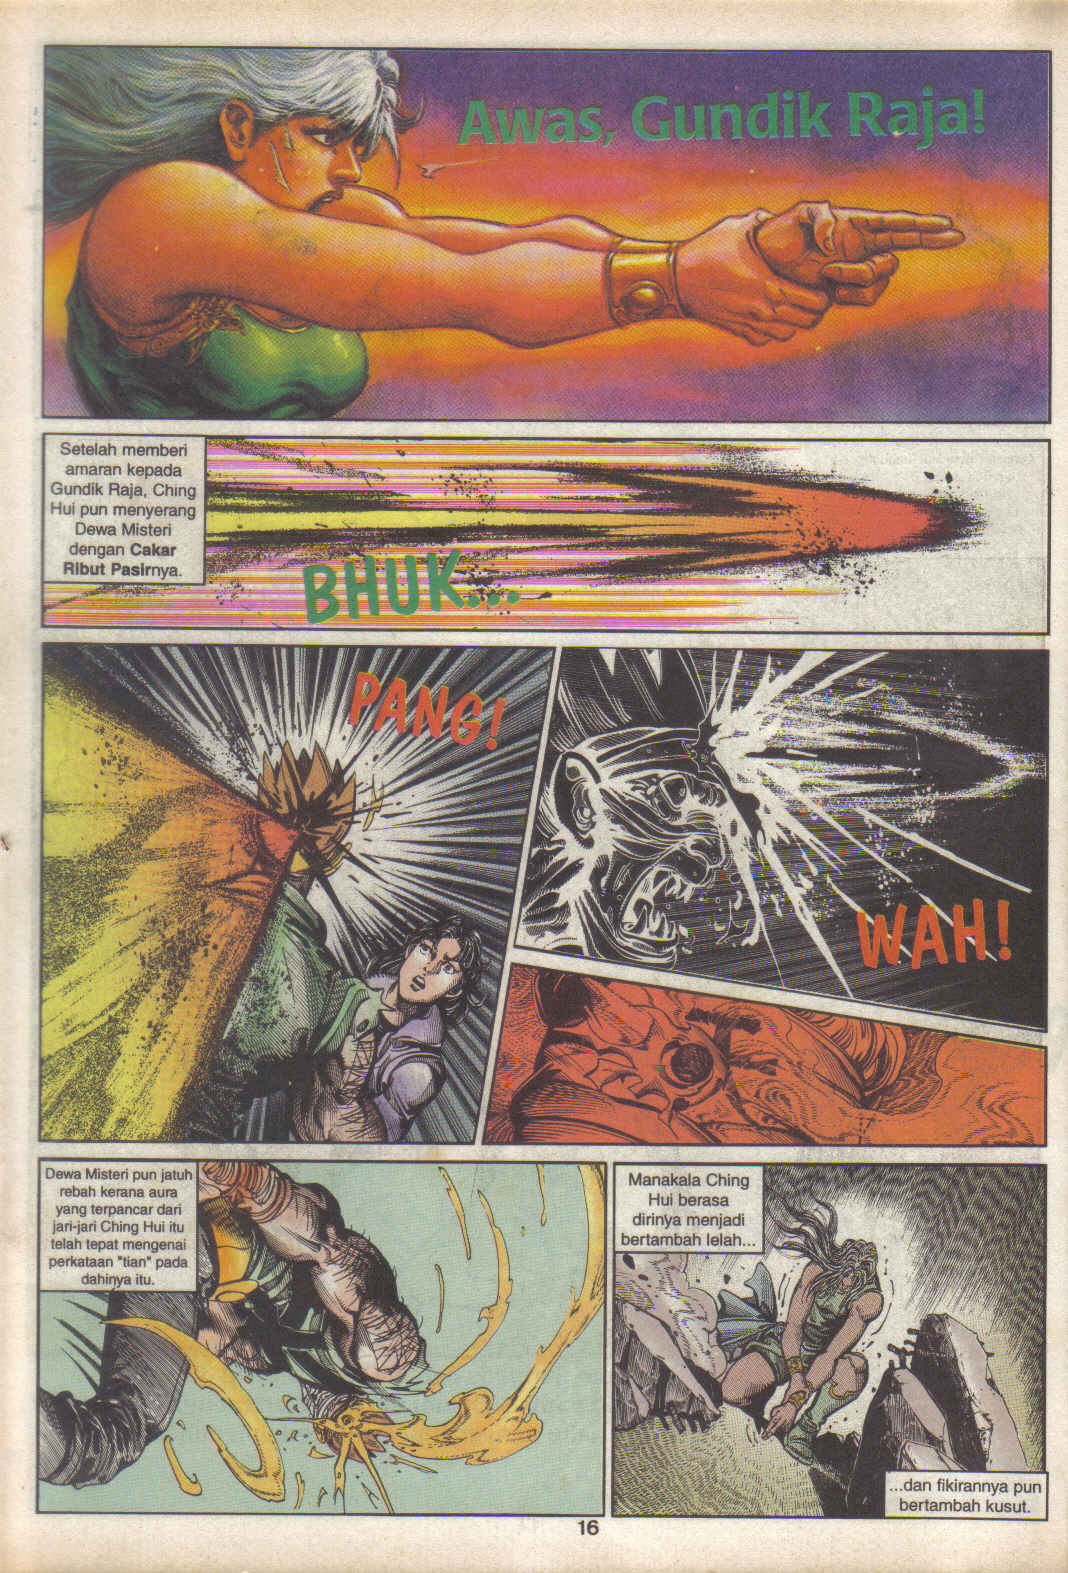 Awas, Gundik Raja!
Setelah memberi
amaran kepada
Gundik Raja, Ching
Hui pun menyerang
Dewa Misteri
dengan Cakar
Ribut Pasirnya.
BHUK...
PANG!
WAH!
Dewa Misteri pun jatuh
rebah kerana aura
yang terpancar dari
jari-jari Ching Hui itu
telah tepat mengenai
perkataan "tian" pada
dahinya itu.
Manakala Ching
Hui berasa
dirinya menjadi
bertambah lelah...
...dan fikirannya pun
bertambah kusut.
16